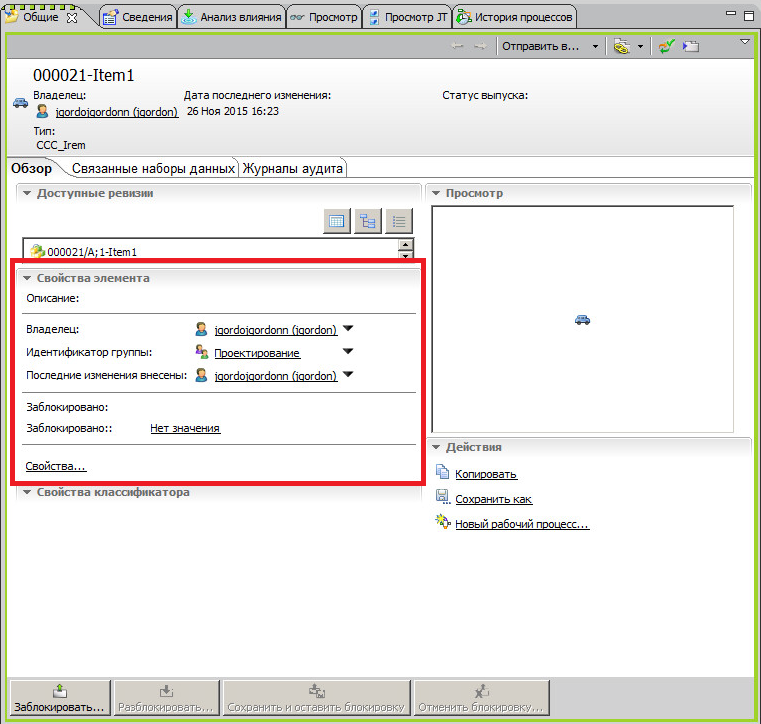 Общие Сведения Анализ влияния Просмотр Просмотр JT История процессов
Отправить в...
000021-Item1
Владелец: Дата последнего изменения: Статус выпуска:
jgordojgordonn (jgordon) 26 Ноя 2015 16:23
Тип:
CCC_Irem
Обзор Связанные наборы данных Журналы аудита
Доступные ревизии
000021/A;1-Item1
Свойства элемента
Описание:
Владелец: jgordojgordonn (jgordon)
Идентификатор группы: Проектирование
Последние изменения внесены: jgordojgordonn (jgordon)
Заблокировано:
Заблокировано:: Нет значения
Свойства...
Свойства классификатора
Просмотр
Действия
Копировать
Сохранить как
Новый рабочий процесс...
Заблокировать... Разблокировать... Сохранить и оставить блокировку Отменить блокировку...